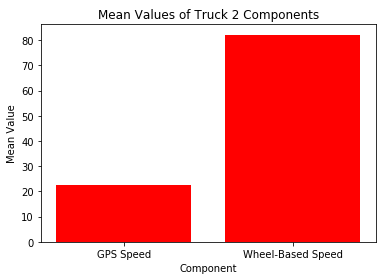 Mean Values of Truck 2 Components
80
70
60
50
40
30
20
10
0
Mean Value
GPS Speed
Wheel-Based Speed
Component